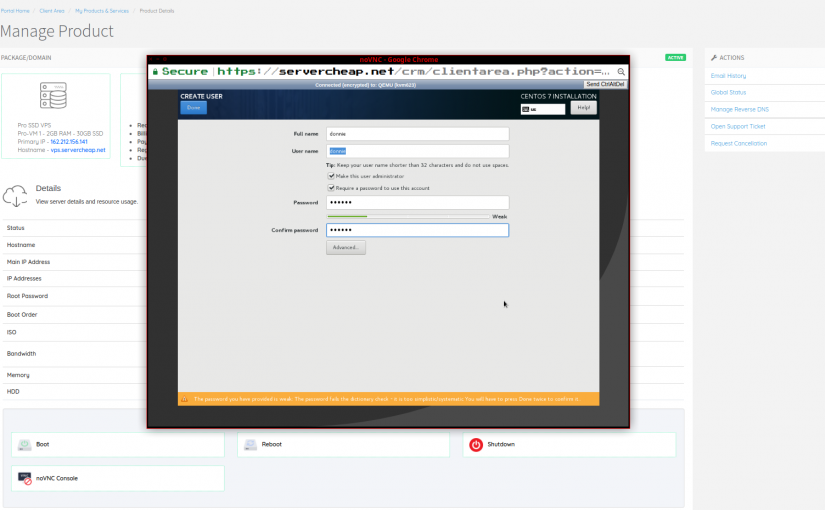 Portal Home / Client Area / My Products & Services / Product Details
Manage Product
PACKAGE/DOMAIN
ACTIVE
ACTIONS
Email History
Global Status
Manage Reverse DNS
Open Support Ticket
Request Cancellation
Pro SSD VPS
Pro-VM 1 - 2GB RAM - 30GB SSD
Primary IP - 162.212.156.141
Hostname - vps.servercheap.net
Details
View server details and resource usage.
Status
Hostname
Main IP Address
IP Addresses
Root Password
Boot Order
ISO
Bandwidth
Memory
HDD
noVNC - Google Chrome
Secure | https://servercheap.net/crm/clientarea.php?action=...
Connected (encrypted) to: QEMU
Send CtrlAltDel
CREATE USER
CENTOS 7 INSTALLATION
Done
us
Help!
Full name donnie
User name donnie
Tip: Keep your user name shorter than 32 characters and do not use spaces.
Make this user administrator
Require a password to use this account
Password ••••••
Weak
Confirm password ••••••
Advanced...
The password you have provided is weak: The password fails the dictionary check - it is too simplistic/systematic You will have to press Done twice to confirm it.
Boot
Reboot
Shutdown
noVNC Console